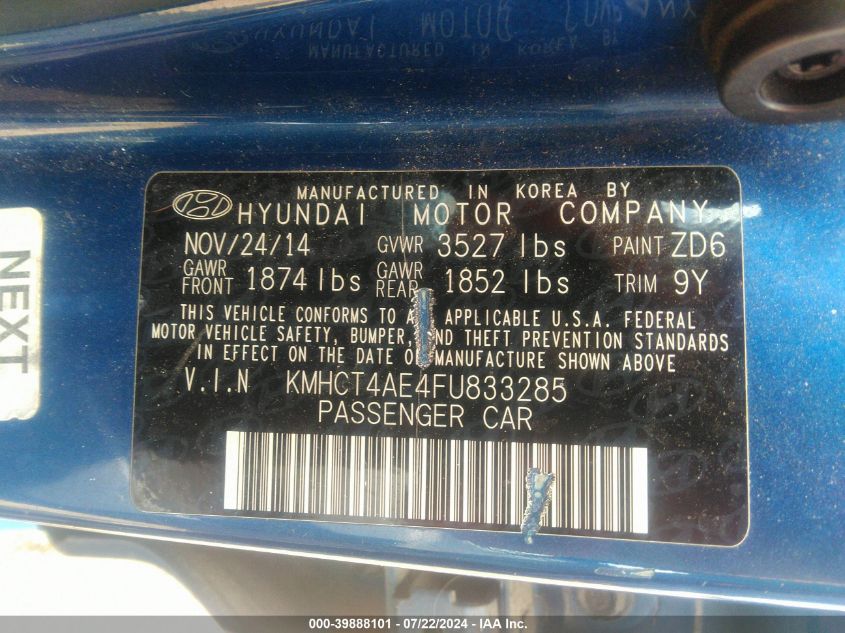 MANUFACTURED IN KOREA BY
HYUNDAI MOTOR COMPANY
NOV/24/14 GVWR 3527 lbs PAINT ZD6
GAWR FRONT 1874 lbs GAWR REAR 1852 lbs TRIM 9Y
THIS VEHICLE CONFORMS TO APPLICABLE U.S.A. FEDERAL
MOTOR VEHICLE SAFETY, BUMPER, AND THEFT PREVENTION STANDARDS
IN EFFECT ON THE DATE OF MANUFACTURE SHOWN ABOVE
V.I.N KMHCT4AE4FU833285
PASSENGER CAR
NEXT
000-39888101 - 07/22/2024 - IAA Inc.